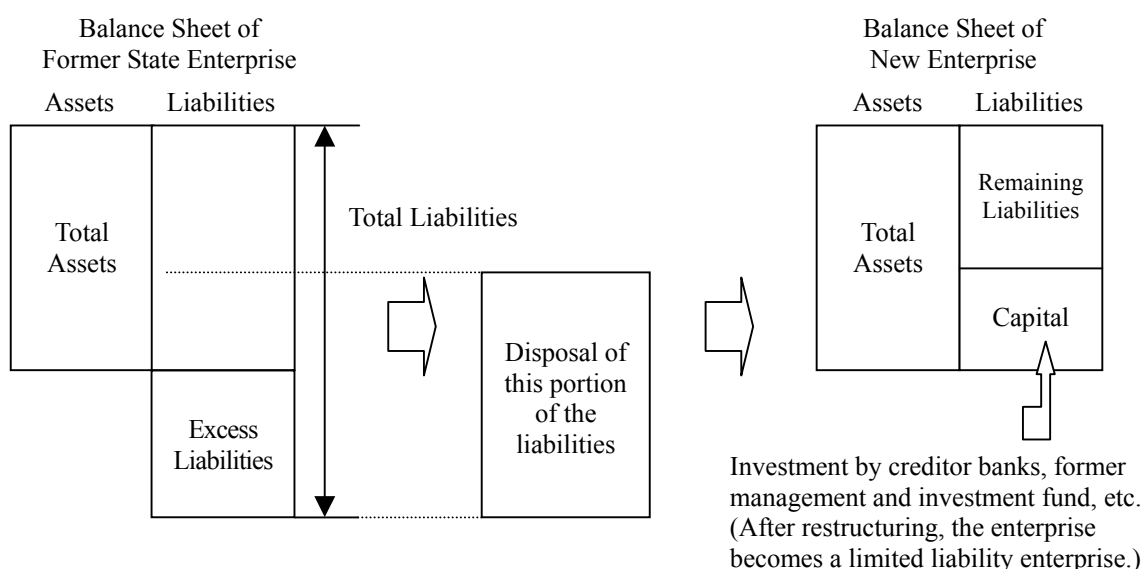 Balance Sheet of
Former State Enterprise
Assets Liabilities
Total
Assets
Excess
Liabilities
Total Liabilities
Disposal of
this portion
of the
liabilities
Balance Sheet of
New Enterprise
Assets Liabilities
Total
Assets
Remaining
Liabilities
Capital
Investment by creditor banks, former
management and investment fund, etc.
(After restructuring, the enterprise
becomes a limited liability enterprise.)